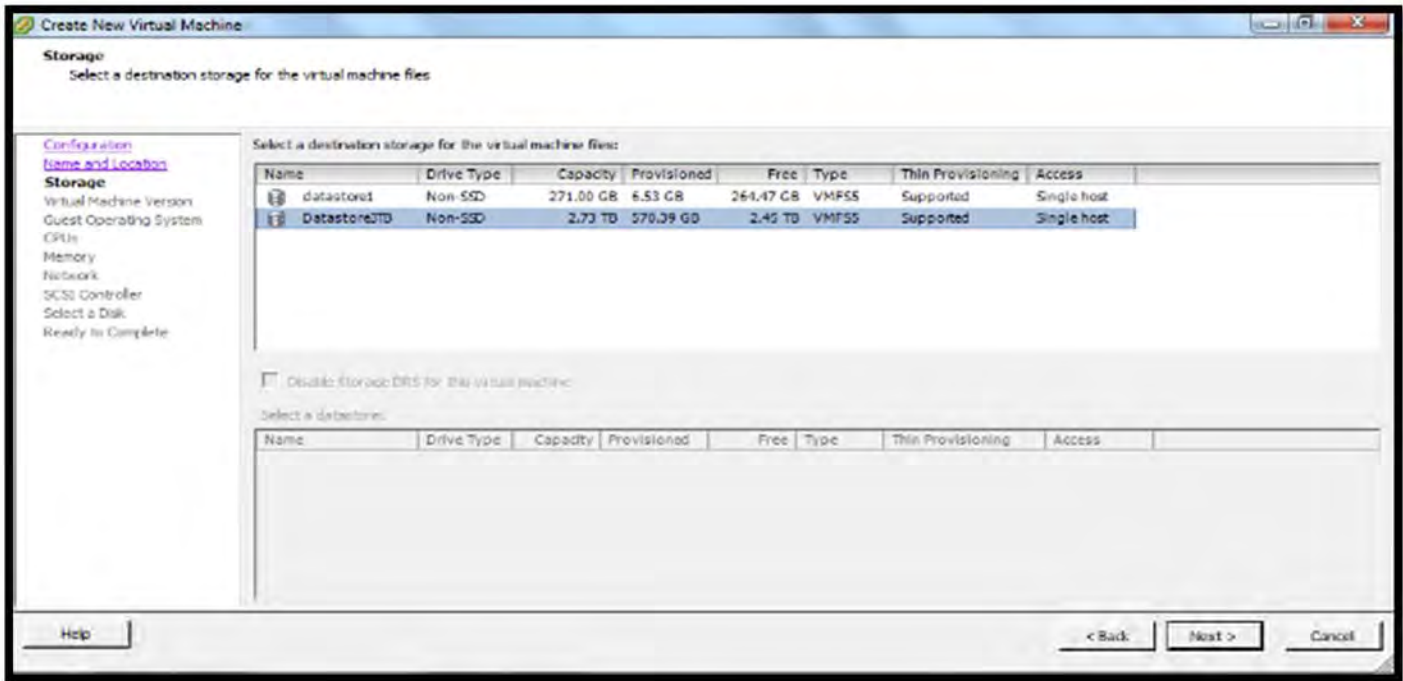 Create New Virtual Machine
Storage
Select a destination storage for the virtual machine files
Configuration
Name and Location
Storage
Virtual Machine Version
Guest Operating System
CPUs
Memory
Network
SCSI Controller
Select a Disk
Ready to Complete
Select a destination storage for the virtual machine files:
Name Drive Type Capacity Provisioned Free Type Thin Provisioning Access
datastore1 Non-SSD 271.00 GB 6.53 GB 264.47 GB VMFS5 Supported Single host
Datastore3TB Non-SSD 2.73 TB 570.39 GB 2.45 TB VMFS5 Supported Single host
Disable Storage DRS for this virtual machine
Select a datastore:
Name Drive Type Capacity Provisioned Free Type Thin Provisioning Access
Help < Back Next > Cancel